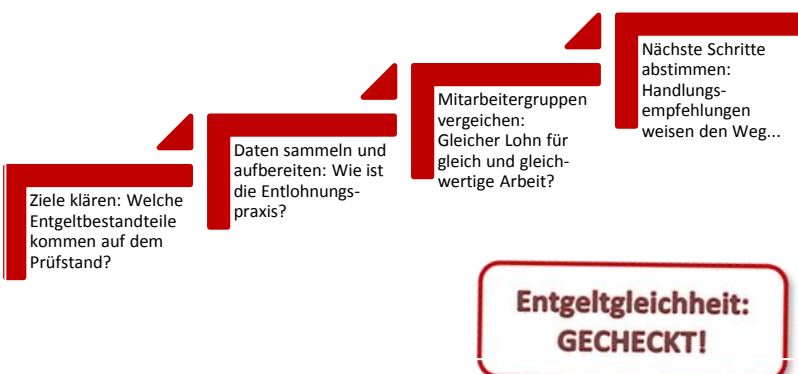 Ziele klären: Welche
Entgeltbestandteile
kommen auf dem
Prüfstand?
Daten sammeln und
aufbereiten: Wie ist
die Entlohnungs-
praxis?
Mitarbeitergruppen
vergeichen:
Gleicher Lohn für
gleich und gleich-
wertige Arbeit?
Nächste Schritte
abstimmen:
Handlungs-
empfehlungen
weisen den Weg...
Entgeltgleichheit:
GECHECKT!